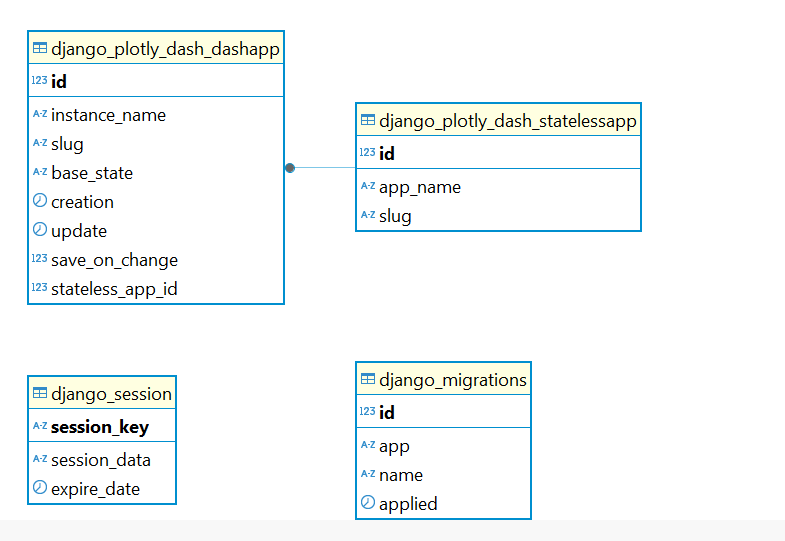 django_plotly_dash_dashapp
123 id
A-Z instance_name
A-Z slug
A-Z base_state
creation
update
123 save_on_change
123 stateless_app_id
django_plotly_dash_statelessapp
123 id
A-Z app_name
A-Z slug
django_session
A-Z session_key
A-Z session_data
expire_date
django_migrations
123 id
A-Z app
A-Z name
applied